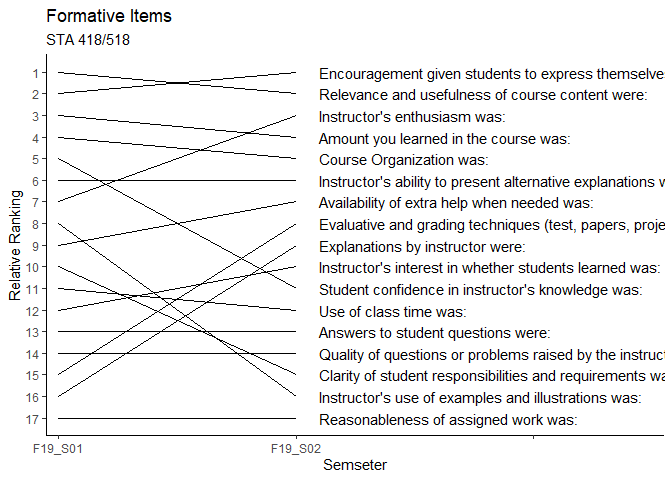 Formative Items
STA 418/518
Relative Ranking
1 Encouragement given students to express themselve
2 Relevance and usefulness of course content were:
3 Instructor's enthusiasm was:
4 Amount you learned in the course was:
5 Course Organization was:
6 Instructor's ability to present alternative explanations w
7 Availability of extra help when needed was:
8 Evaluative and grading techniques (test, papers, proje
9 Explanations by instructor were:
10 Instructor's interest in whether students learned was:
11 Student confidence in instructor's knowledge was:
12 Use of class time was:
13 Answers to student questions were:
14 Quality of questions or problems raised by the instruct
15 Clarity of student responsibilities and requirements wa
16 Instructor's use of examples and illustrations was:
17 Reasonableness of assigned work was:
F19_S01 F19_S02
Semseter